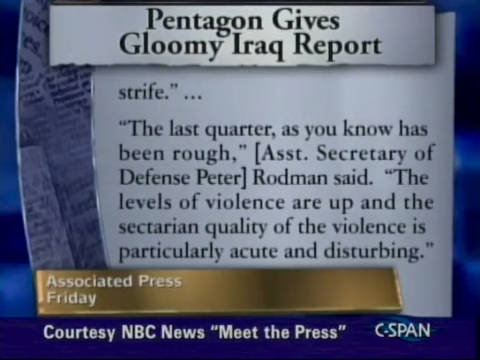 Pentagon Gives
Gloomy Iraq Report
strife.” ...
“The last quarter, as you know has
been rough,” [Asst. Secretary of
Defense Peter] Rodman said. “The
levels of violence are up and the
sectarian quality of the violence is
particularly acute and disturbing.”
Associated Press
Friday
Courtesy NBC News “Meet the Press”
C-SPAN